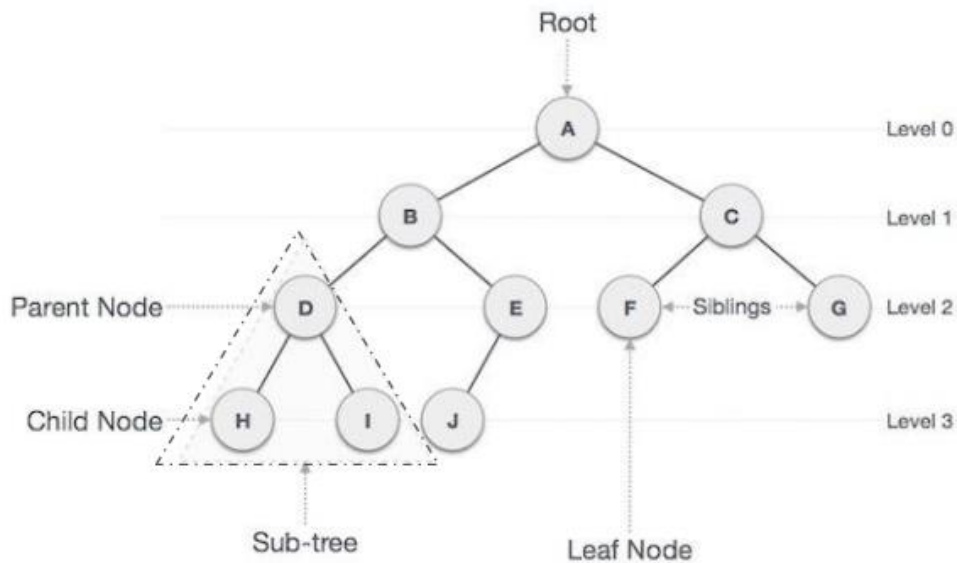 Root
A
Level 0
B
C
Level 1
Parent Node
D
E
F
Siblings
G
Level 2
Child Node
H
I
J
Level 3
Sub-tree
Leaf Node